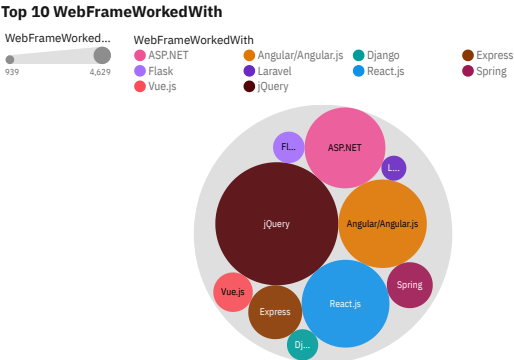 Top 10 WebFrameWorkedWith
WebFrameWorked...
939
4,629
WebFrameWorkedWith
ASP.NET
Angular/Angular.js
Django
Express
Flask
Laravel
React.js
Spring
Vue.js
jQuery
Fl...
ASP.NET
L...
jQuery
Angular/Angular.js
Vue.js
Express
React.js
Spring
Dj...